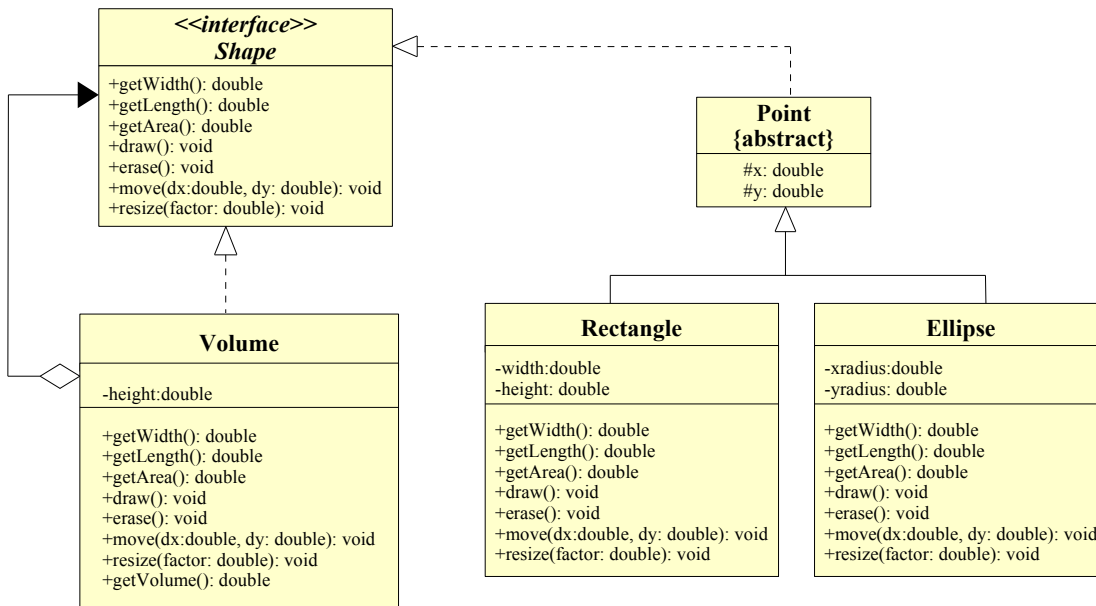 <<interface>>
Shape
+getWidth(): double
+getLength(): double
+getArea(): double
+draw(): void
+erase(): void
+move(dx:double, dy: double): void
+resize(factor: double): void
Point
{abstract}
#x: double
#y: double
Volume
-height:double
+getWidth(): double
+getLength(): double
+getArea(): double
+draw(): void
+erase(): void
+move(dx:double, dy: double): void
+resize(factor: double): void
+getVolume(): double
Rectangle
-width:double
-height: double
+getWidth(): double
+getLength(): double
+getArea(): double
+draw(): void
+erase(): void
+move(dx:double, dy: double): void
+resize(factor: double): void
Ellipse
-xradius:double
-yradius: double
+getWidth(): double
+getLength(): double
+getArea(): double
+draw(): void
+erase(): void
+move(dx:double, dy: double): void
+resize(factor: double): void